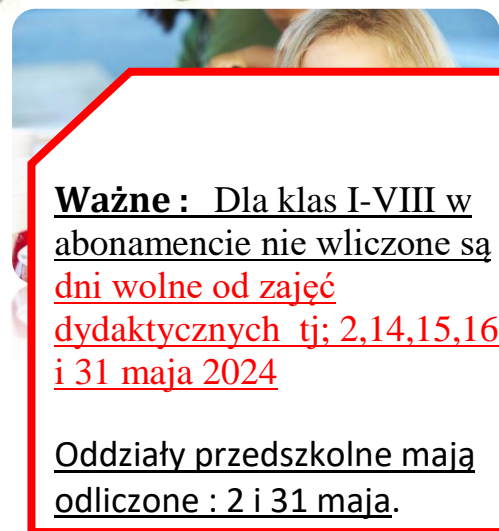 Ważne : Dla klas I-VIII w
abonamencie nie wliczone są
dni wolne od zajęć
dydaktycznych tj; 2,14,15,16
i 31 maja 2024
Oddziały przedszkolne mają
odliczone : 2 i 31 maja.